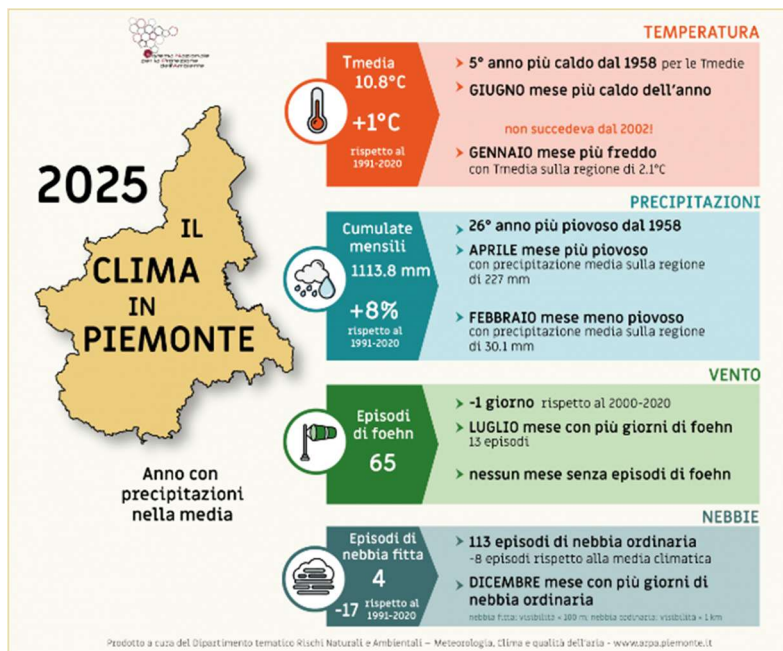 Sistema Nazionale
per la Protezione
dell'Ambiente
2025
IL
CLIMA
IN
PIEMONTE
Anno con
precipitazioni
nella media
TEMPERATURA
Tmedia
10.8°C
+1°C
rispetto al
1991-2020
5° anno più caldo dal 1958 per le Tmedie
GIUGNO mese più caldo dell'anno
non succedeva dal 2002!
GENNAIO mese più freddo
con Tmedia sulla regione di 2.1°C
PRECIPITAZIONI
Cumulate
mensili
1113.8 mm
+8%
rispetto al
1991-2020
26° anno più piovoso dal 1958
APRILE mese più piovoso
con precipitazione media sulla regione
di 227 mm
FEBBRAIO mese meno piovoso
con precipitazione media sulla regione
di 30.1 mm
VENTO
Episodi
di foehn
65
-1 giorno rispetto al 2000-2020
LUGLIO mese con più giorni di foehn
13 episodi
nessun mese senza episodi di foehn
NEBBIE
Episodi di
nebbia fitta
4
-17 rispetto al
1991-2020
113 episodi di nebbia ordinaria
-8 episodi rispetto alla media climatica
DICEMBRE mese con più giorni di
nebbia ordinaria
nebbia fitta: visibilità < 100 m; nebbia ordinaria: visibilità < 1 km
Prodotto a cura del Dipartimento tematico Rischi Naturali e Ambientali – Meteorologia, Clima e qualità dell'aria - www.arpa.piemonte.it